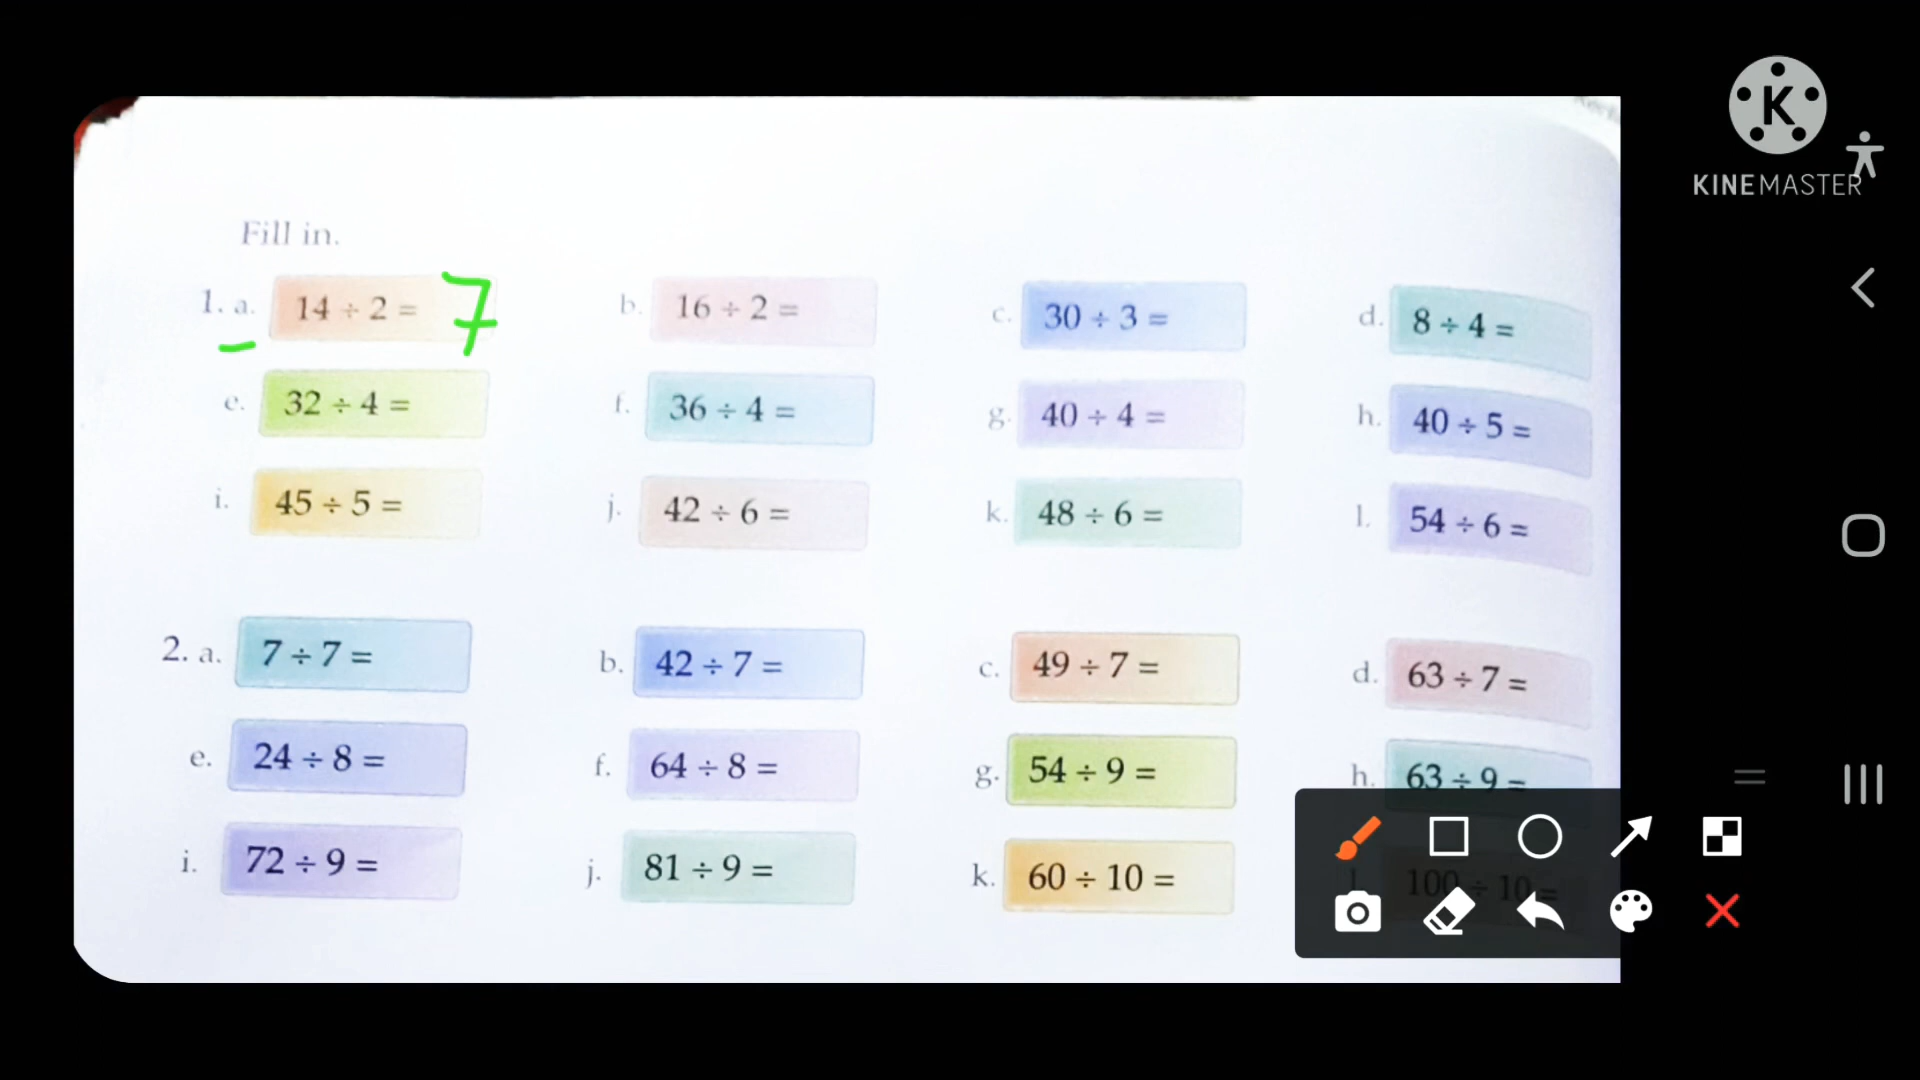 KINEMASTER
Fill in.
1. a. 14 ÷ 2 = 7 b. 16 ÷ 2 = c. 30 ÷ 3 = d. 8 ÷ 4 =
e. 32 ÷ 4 = f. 36 ÷ 4 = g. 40 ÷ 4 = h. 40 ÷ 5 =
i. 45 ÷ 5 = j. 42 ÷ 6 = k. 48 ÷ 6 = l. 54 ÷ 6 =
2. a. 7 ÷ 7 = b. 42 ÷ 7 = c. 49 ÷ 7 = d. 63 ÷ 7 =
e. 24 ÷ 8 = f. 64 ÷ 8 = g. 54 ÷ 9 = h. 63 ÷ 9 =
i. 72 ÷ 9 = j. 81 ÷ 9 = k. 60 ÷ 10 = l. 100 ÷ 10 =